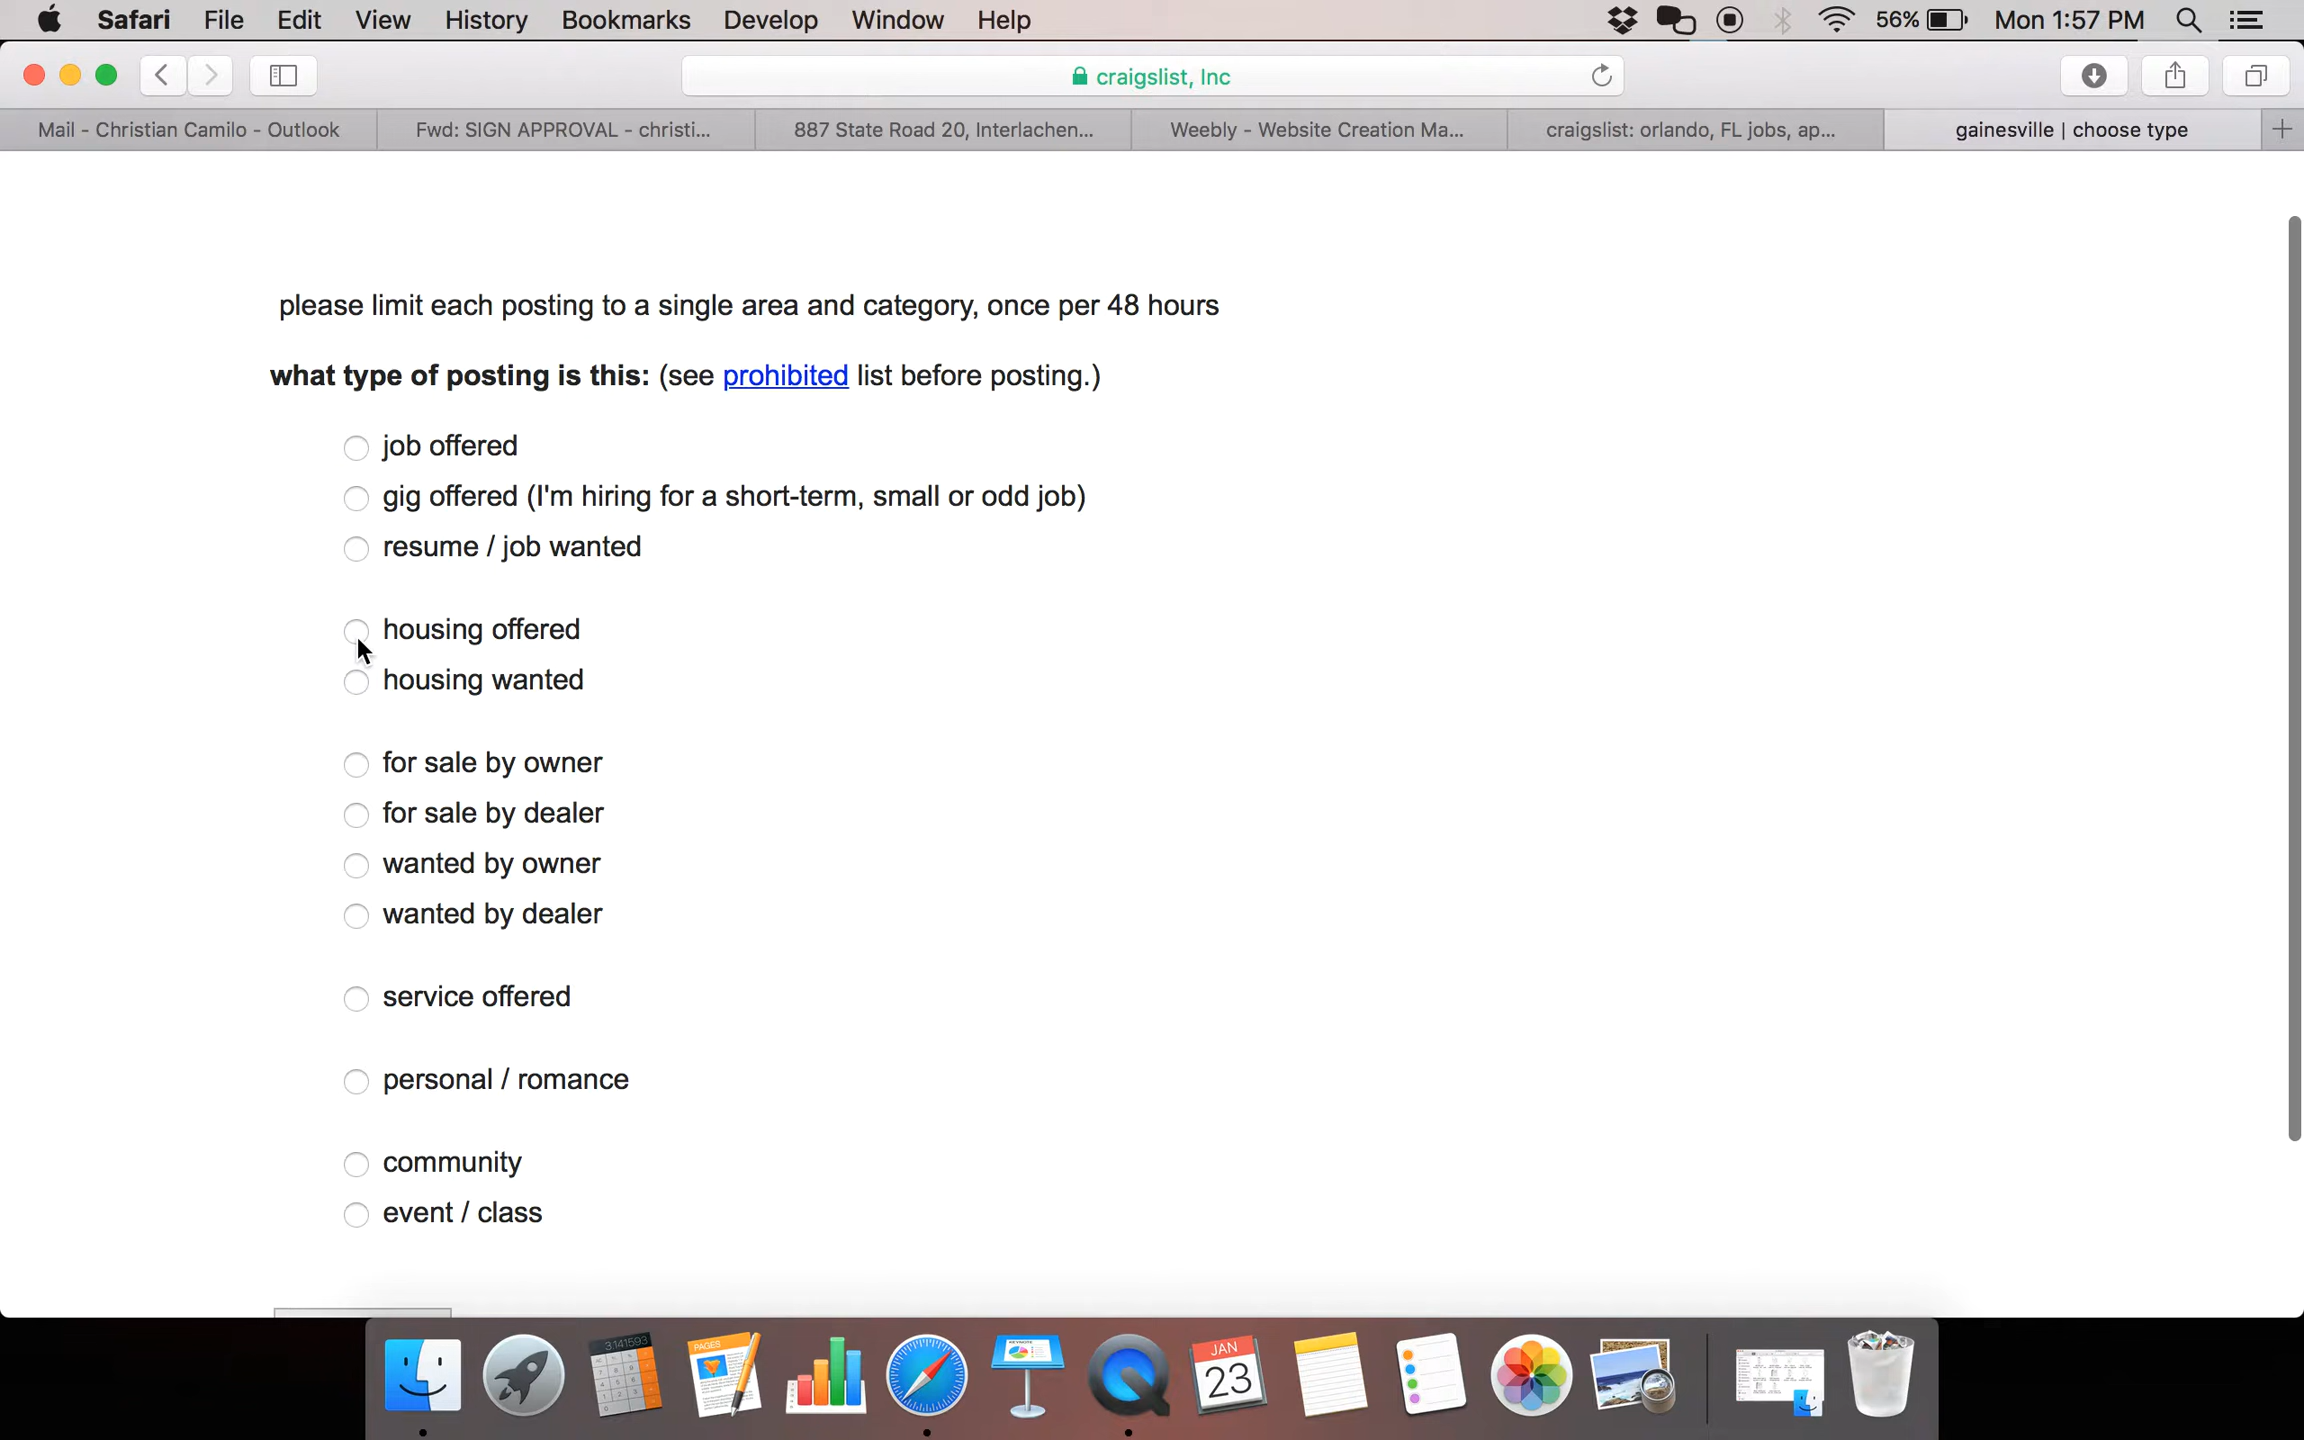 Safari File Edit View History Bookmarks Develop Window Help 56% Mon 1:57 PM
craigslist, Inc
Mail - Christian Camilo - Outlook Fwd: SIGN APPROVAL - christi... 887 State Road 20, Interlachen... Weebly - Website Creation Ma... craigslist: orlando, FL jobs, ap... gainesville | choose type
please limit each posting to a single area and category, once per 48 hours
what type of posting is this: (see prohibited list before posting.)
job offered
gig offered (I'm hiring for a short-term, small or odd job)
resume / job wanted
housing offered
housing wanted
for sale by owner
for sale by dealer
wanted by owner
wanted by dealer
service offered
personal / romance
community
event / class
3.141593
PAGES
KEYNOTE
JAN
23